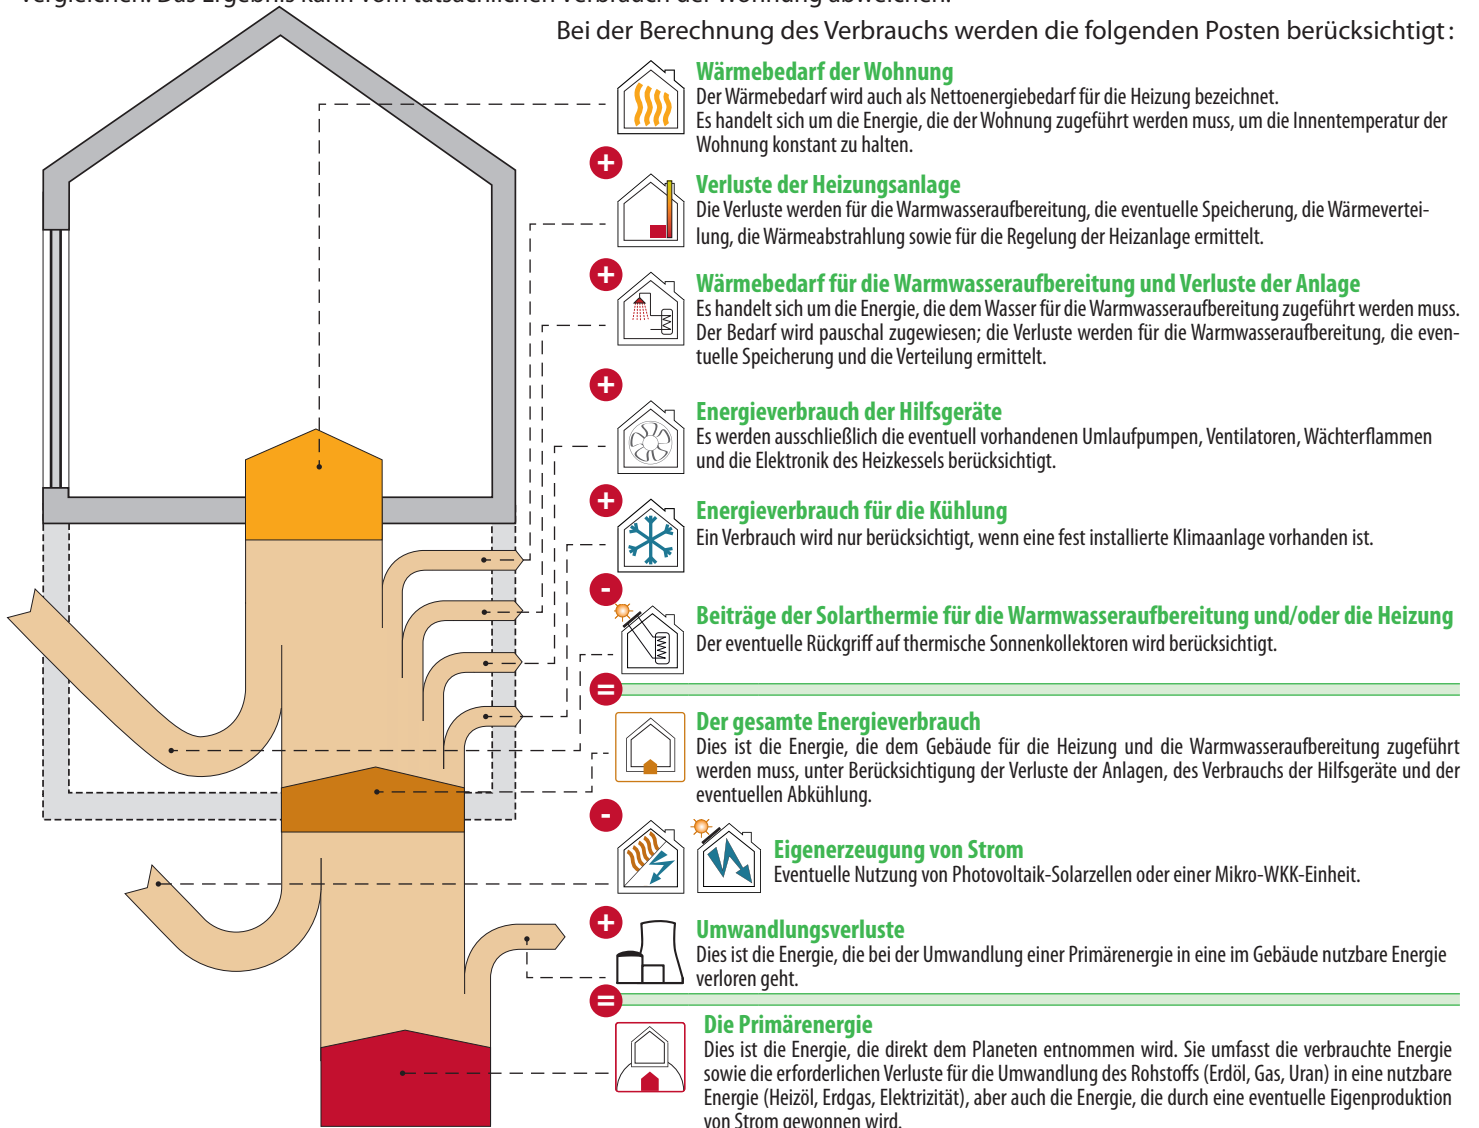 vergleichen. Das Ergebnis kann vom tatsächlichen Verbrauch der Wohnung abweichen.
Bei der Berechnung des Verbrauchs werden die folgenden Posten berücksichtigt :
Wärmebedarf der Wohnung
Der Wärmebedarf wird auch als Nettoenergiebedarf für die Heizung bezeichnet.
Es handelt sich um die Energie, die der Wohnung zugeführt werden muss, um die Innentemperatur der
Wohnung konstant zu halten.
+
Verluste der Heizungsanlage
Die Verluste werden für die Warmwasseraufbereitung, die eventuelle Speicherung, die Wärmevertei-
lung, die Wärmeabstrahlung sowie für die Regelung der Heizanlage ermittelt.
+
Wärmebedarf für die Warmwasseraufbereitung und Verluste der Anlage
Es handelt sich um die Energie, die dem Wasser für die Warmwasseraufbereitung zugeführt werden muss.
Der Bedarf wird pauschal zugewiesen; die Verluste werden für die Warmwasseraufbereitung, die even-
tuelle Speicherung und die Verteilung ermittelt.
+
Energieverbrauch der Hilfsgeräte
Es werden ausschließlich die eventuell vorhandenen Umlaufpumpen, Ventilatoren, Wächterflammen
und die Elektronik des Heizkessels berücksichtigt.
+
Energieverbrauch für die Kühlung
Ein Verbrauch wird nur berücksichtigt, wenn eine fest installierte Klimaanlage vorhanden ist.
-
Beiträge der Solarthermie für die Warmwasseraufbereitung und/oder die Heizung
Der eventuelle Rückgriff auf thermische Sonnenkollektoren wird berücksichtigt.
=
Der gesamte Energieverbrauch
Dies ist die Energie, die dem Gebäude für die Heizung und die Warmwasseraufbereitung zugeführt
werden muss, unter Berücksichtigung der Verluste der Anlagen, des Verbrauchs der Hilfsgeräte und der
eventuellen Abkühlung.
-
Eigenerzeugung von Strom
Eventuelle Nutzung von Photovoltaik-Solarzellen oder einer Mikro-WKK-Einheit.
+
Umwandlungsverluste
Dies ist die Energie, die bei der Umwandlung einer Primärenergie in eine im Gebäude nutzbare Energie
verloren geht.
=
Die Primärenergie
Dies ist die Energie, die direkt dem Planeten entnommen wird. Sie umfasst die verbrauchte Energie
sowie die erforderlichen Verluste für die Umwandlung des Rohstoffs (Erdöl, Gas, Uran) in eine nutzbare
Energie (Heizöl, Erdgas, Elektrizität), aber auch die Energie, die durch eine eventuelle Eigenproduktion
von Strom gewonnen wird.